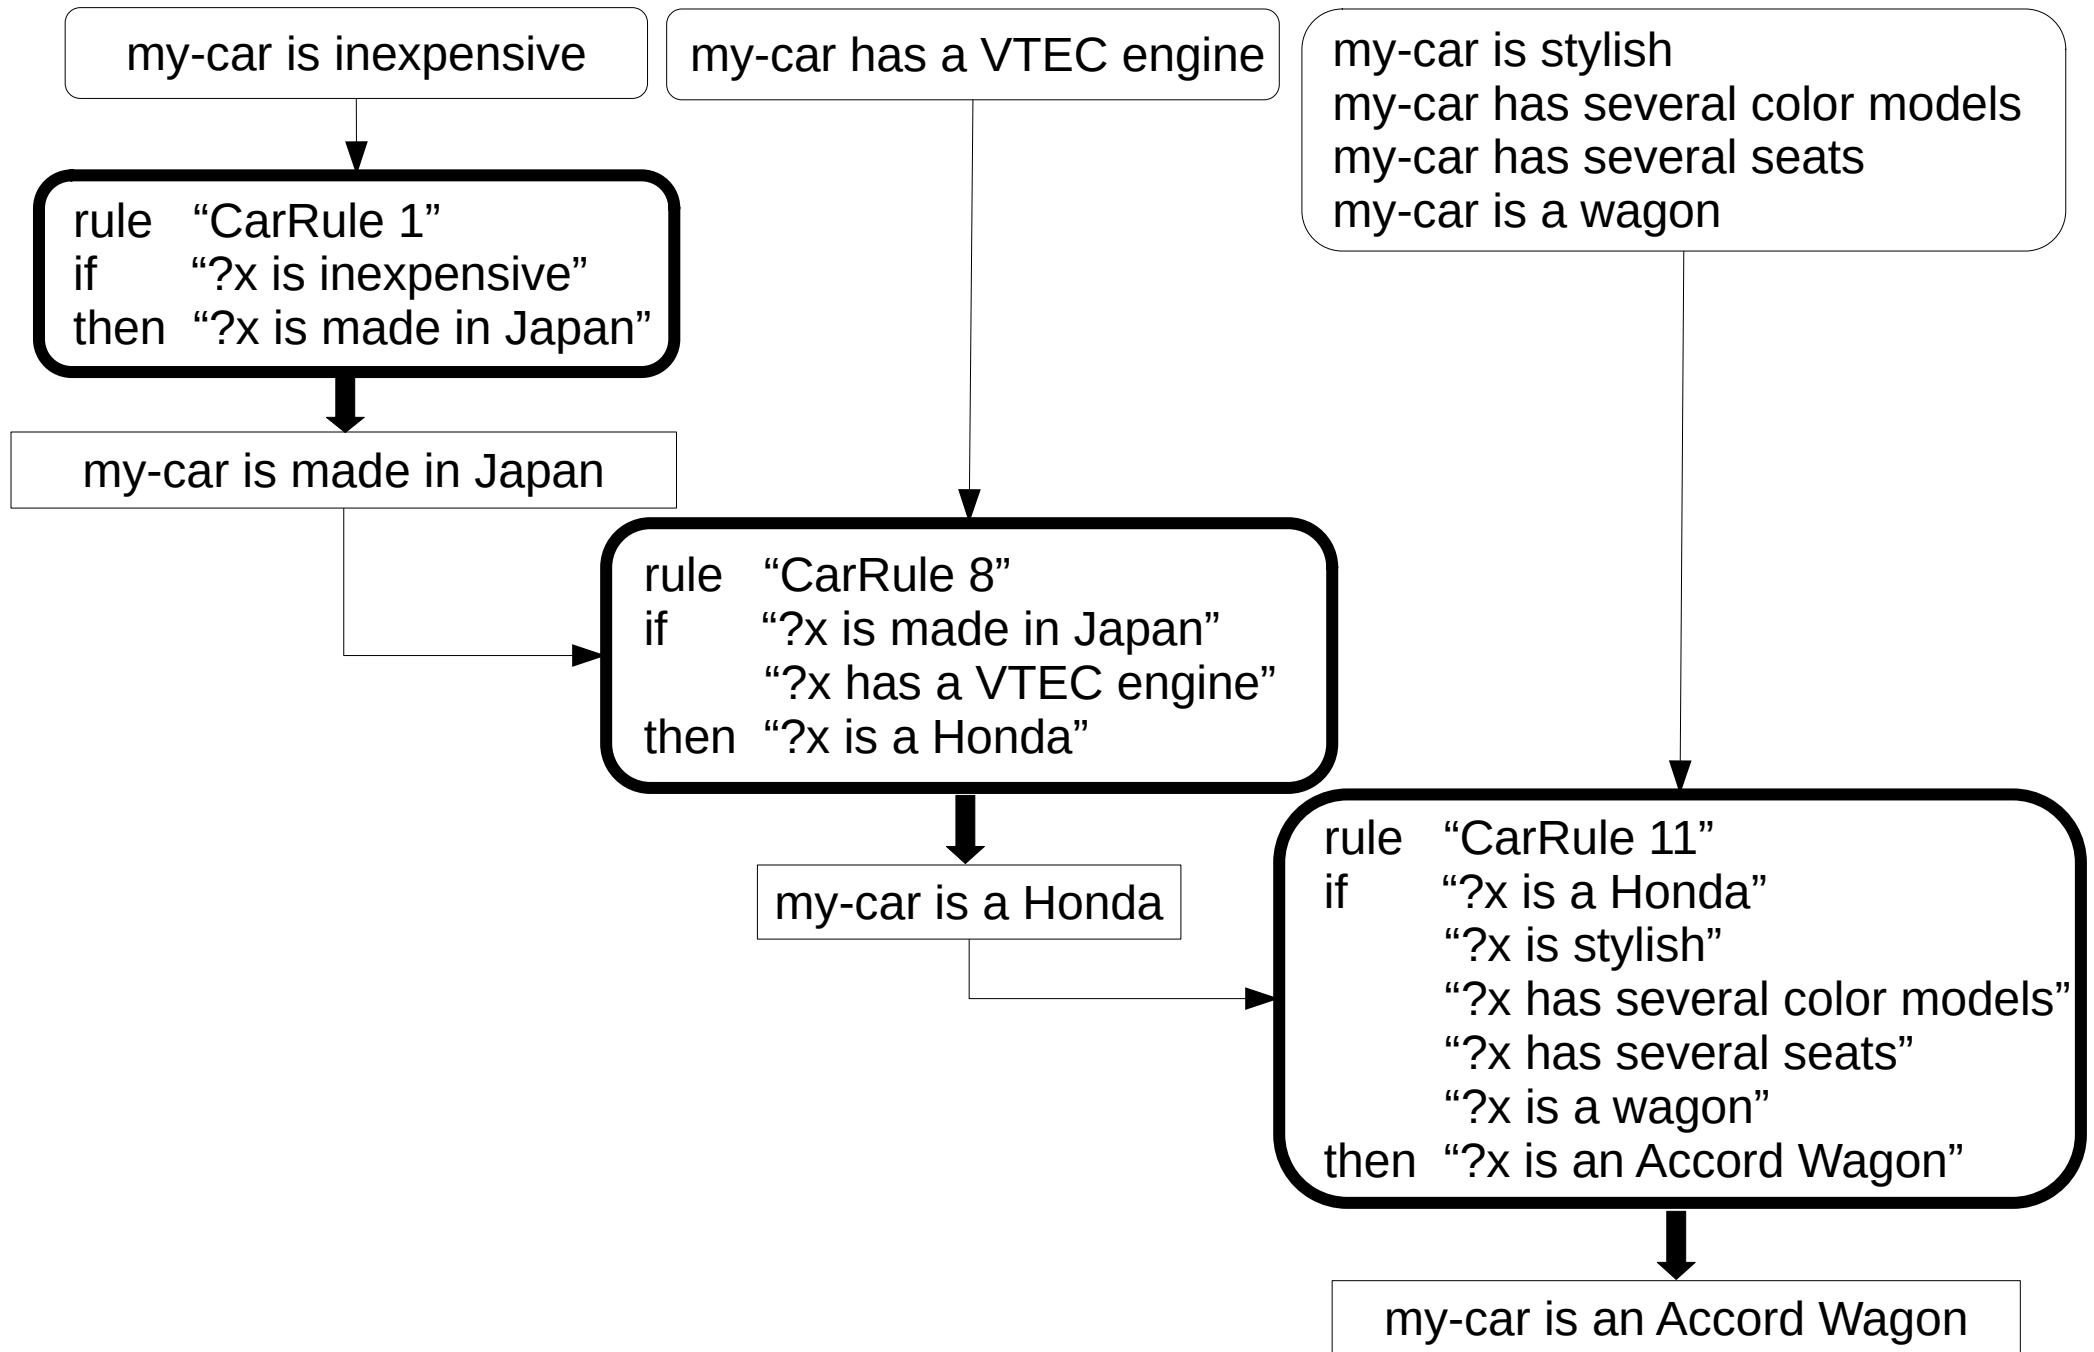 my-car is inexpensive
my-car has a VTEC engine
my-car is stylish
my-car has several color models
my-car has several seats
my-car is a wagon
rule “CarRule 1”
if “?x is inexpensive”
then “?x is made in Japan”
my-car is made in Japan
rule “CarRule 8”
if “?x is made in Japan”
“?x has a VTEC engine”
then “?x is a Honda”
my-car is a Honda
rule “CarRule 11”
if “?x is a Honda”
“?x is stylish”
“?x has several color models”
“?x has several seats”
“?x is a wagon”
then “?x is an Accord Wagon”
my-car is an Accord Wagon